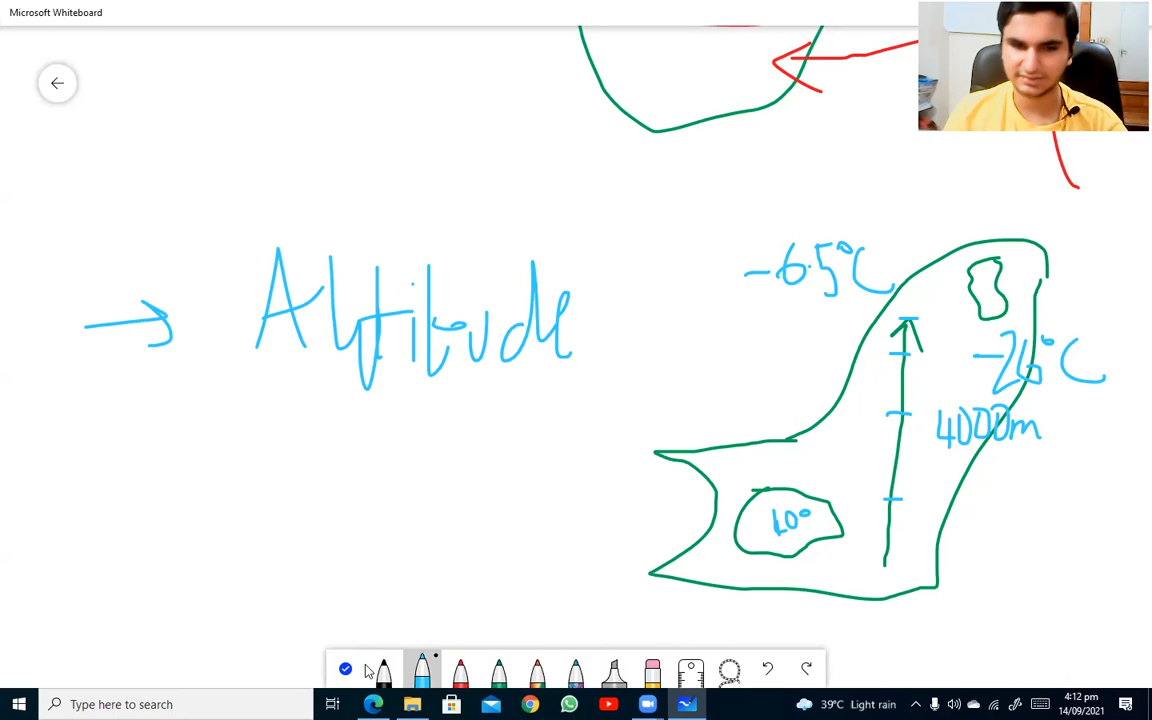 Microsoft Whiteboard
→ Altitude
-6.5°C
-26°C
4000m
10°
Type here to search
39°C Light rain
4:12 pm
14/09/2021